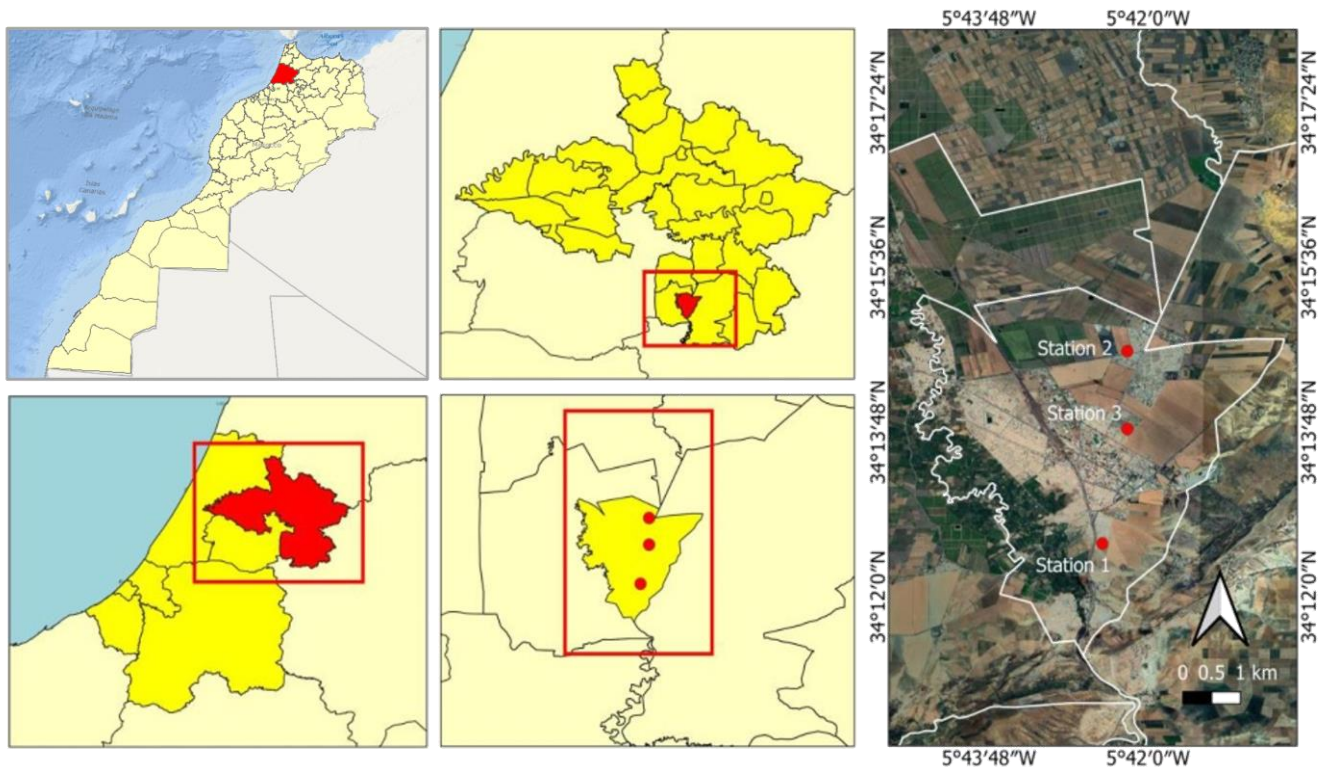 5°43′48″W 5°42′0″W
34°17′24″N
34°15′36″N
34°13′48″N
34°12′0″N
34°17′24″N
34°15′36″N
34°13′48″N
34°12′0″N
Station 2
Station 3
Station 1
0 0.5 1 km
5°43′48″W 5°42′0″W